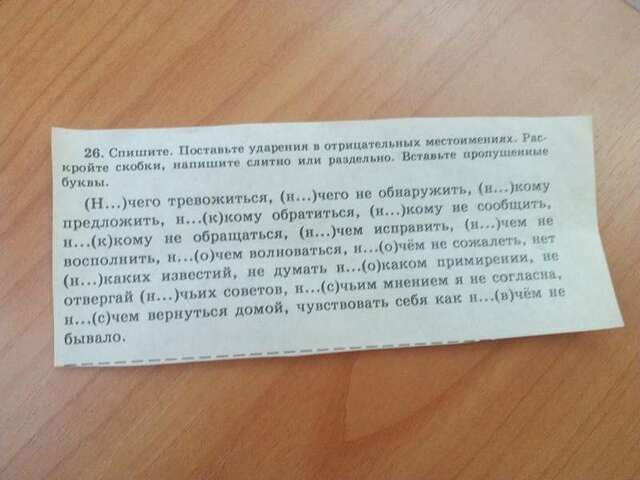 26. Спишите. Поставьте ударения в отрицательных местоимениях. Рас-
кройте скобки, напишите слитно или раздельно. Вставьте пропущенные
буквы.
(Н...)чего тревожиться, (н...)чего не обнаружить, (н...)кому
предложить, н...(к)кому обратиться, (н...)кому не сообщить,
н...(к)кому не обращаться, (н...)чем исправить, (н...)чем не
восполнить, н...(о)чем волноваться, н...(о)чём не сожалеть, нет
(н...)каких известий, не думать н...(о)каком примирении, не
отвергай (н...)чьих советов, н...(с)чьим мнением я не согласна,
н...(с)чем вернуться домой, чувствовать себя как н...(в)чём не
бывало.